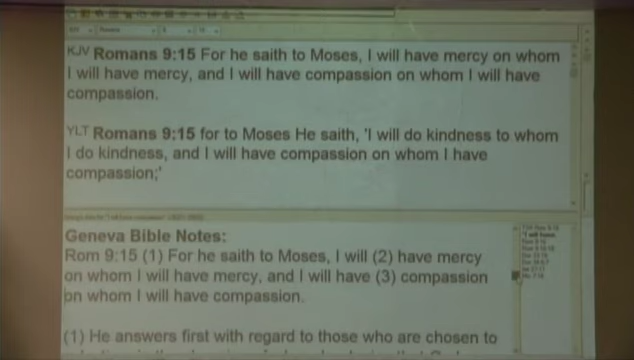 KJV Romans 9:15 For he saith to Moses, I will have mercy on whom
I will have mercy, and I will have compassion on whom I will have
compassion.
YLT Romans 9:15 for to Moses He saith, 'I will do kindness to whom
I do kindness, and I will have compassion on whom I have
compassion;'
Geneva Bible Notes:
Rom 9:15 (1) For he saith to Moses, I will (2) have mercy
on whom I will have mercy, and I will have (3) compassion
on whom I will have compassion.
(1) He answers first with regard to those who are chosen to